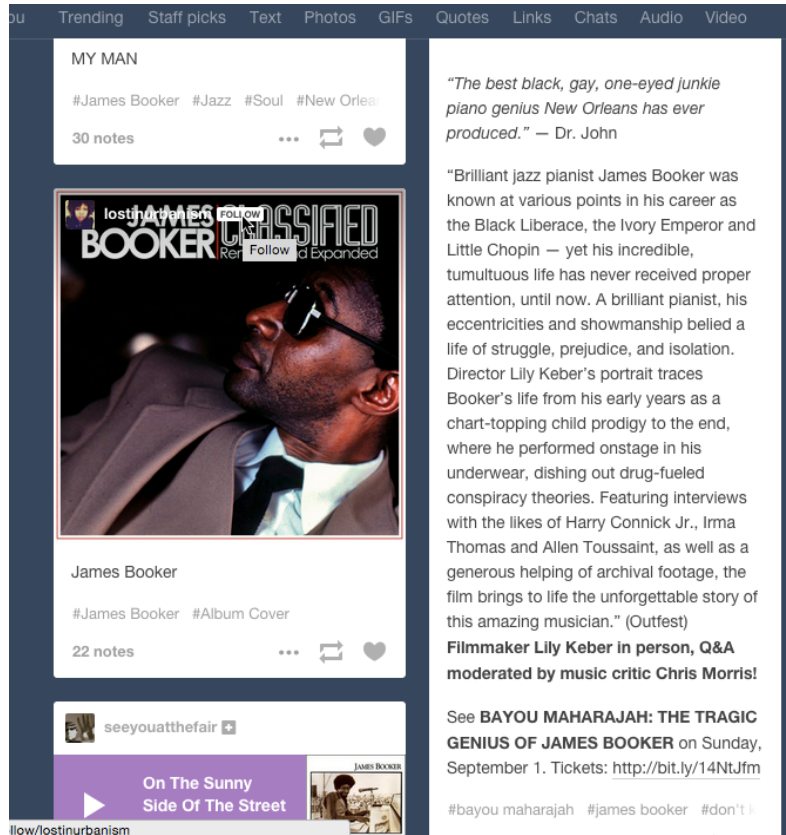 ou Trending Staff picks Text Photos GIFs Quotes Links Chats Audio Video
MY MAN
#James Booker #Jazz #Soul #New Orlea
30 notes
lostinurbanism FOLLOW
JAMES BOOKER
CLASSIFIED
Follow
Expanded
James Booker
#James Booker #Album Cover
22 notes
seeyouatthefair
On The Sunny
Side Of The Street
JAMES BOOKER
llow/lostinurbanism
“The best black, gay, one-eyed junkie
piano genius New Orleans has ever
produced.” — Dr. John
“Brilliant jazz pianist James Booker was
known at various points in his career as
the Black Liberace, the Ivory Emperor and
Little Chopin — yet his incredible,
tumultuous life has never received proper
attention, until now. A brilliant pianist, his
eccentricities and showmanship belied a
life of struggle, prejudice, and isolation.
Director Lily Keber’s portrait traces
Booker’s life from his early years as a
chart-topping child prodigy to the end,
where he performed onstage in his
underwear, dishing out drug-fueled
conspiracy theories. Featuring interviews
with the likes of Harry Connick Jr., Irma
Thomas and Allen Toussaint, as well as a
generous helping of archival footage, the
film brings to life the unforgettable story of
this amazing musician.” (Outfest)
Filmmaker Lily Keber in person, Q&A
moderated by music critic Chris Morris!
See BAYOU MAHARAJAH: THE TRAGIC
GENIUS OF JAMES BOOKER on Sunday,
September 1. Tickets: http://bit.ly/14NtJfm
#bayou maharajah #james booker #don't